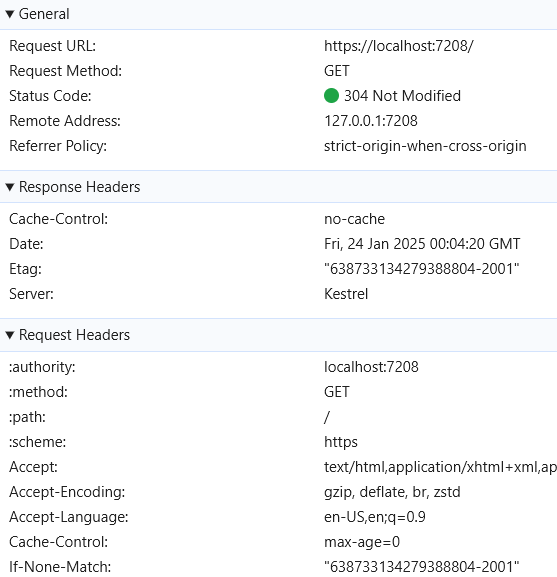 General
Request URL: https://localhost:7208/
Request Method: GET
Status Code: 304 Not Modified
Remote Address: 127.0.0.1:7208
Referrer Policy: strict-origin-when-cross-origin
Response Headers
Cache-Control: no-cache
Date: Fri, 24 Jan 2025 00:04:20 GMT
Etag: "638733134279388804-2001"
Server: Kestrel
Request Headers
:authority: localhost:7208
:method: GET
:path: /
:scheme: https
Accept: text/html,application/xhtml+xml,ap
Accept-Encoding: gzip, deflate, br, zstd
Accept-Language: en-US,en;q=0.9
Cache-Control: max-age=0
If-None-Match: "638733134279388804-2001"